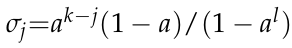 σ_j=a^{k−j}(1 − a)/(1 − a^l)